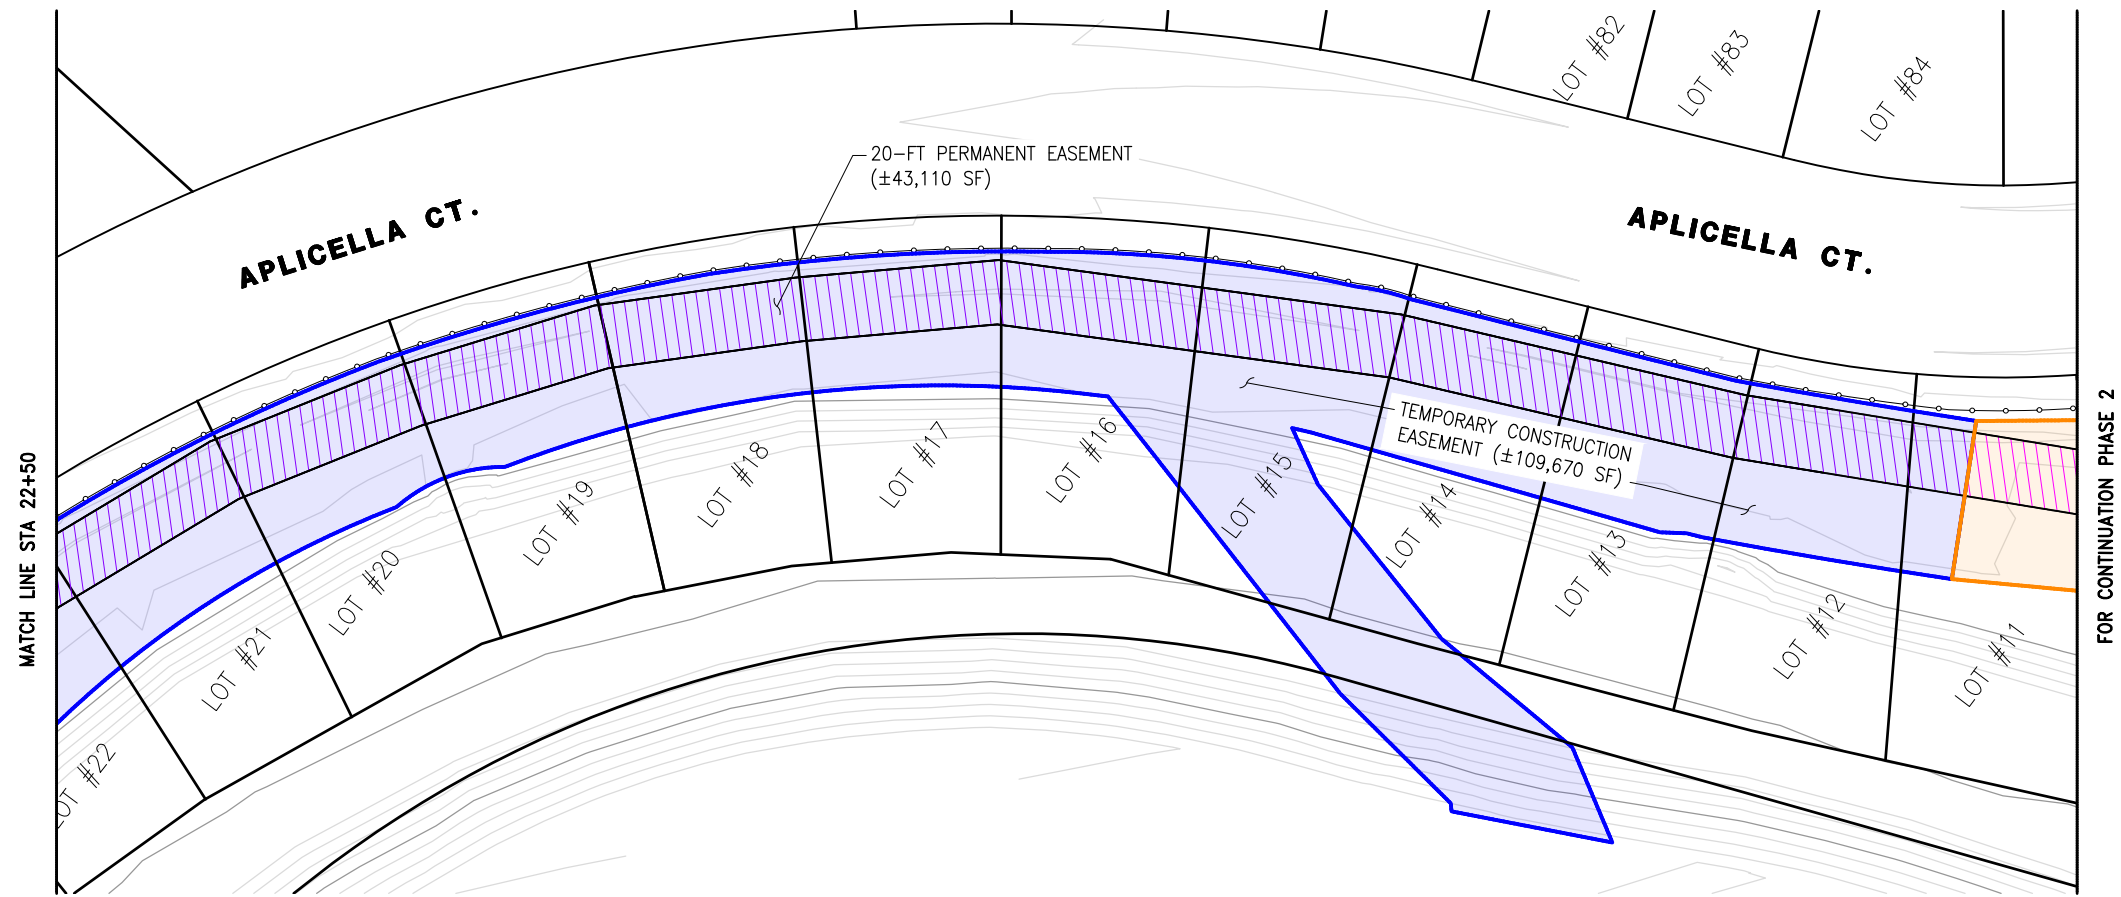 LOT #82
LOT #83
LOT #84
20-FT PERMANENT EASEMENT
(±43,110 SF)
APLICELLA CT.
APLICELLA CT.
TEMPORARY CONSTRUCTION
EASEMENT (±109,670 SF)
MATCH LINE STA 22+50
FOR CONTINUATION PHASE 2
LOT #22
LOT #21
LOT #20
LOT #19
LOT #18
LOT #17
LOT #16
LOT #15
LOT #14
LOT #13
LOT #12
LOT #11